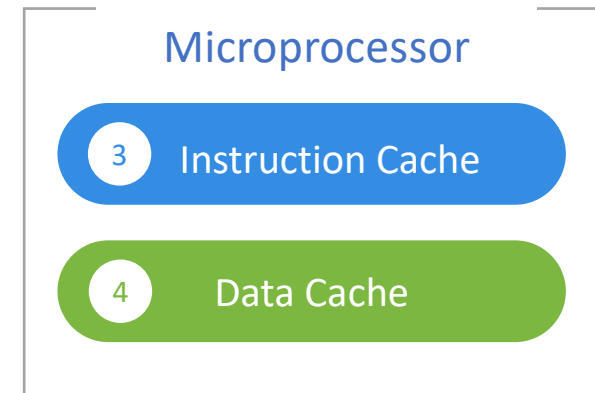 Microprocessor
3 Instruction Cache
4 Data Cache